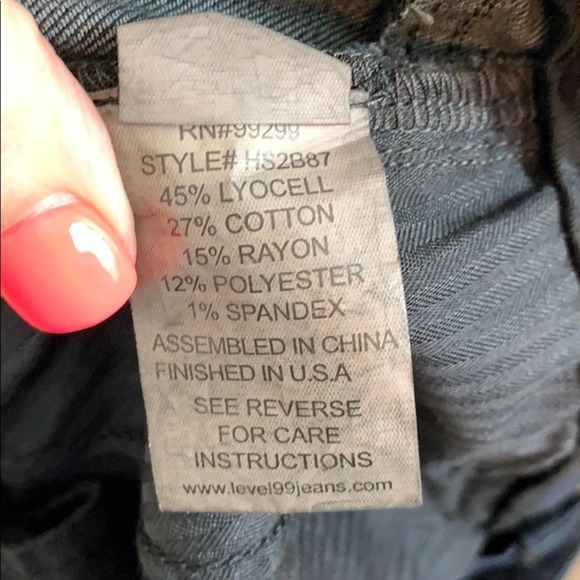 RN#99299
STYLE# HS2B87
45% LYOCELL
27% COTTON
15% RAYON
12% POLYESTER
1% SPANDEX
ASSEMBLED IN CHINA
FINISHED IN U.S.A
SEE REVERSE
FOR CARE
INSTRUCTIONS
www.level99jeans.com